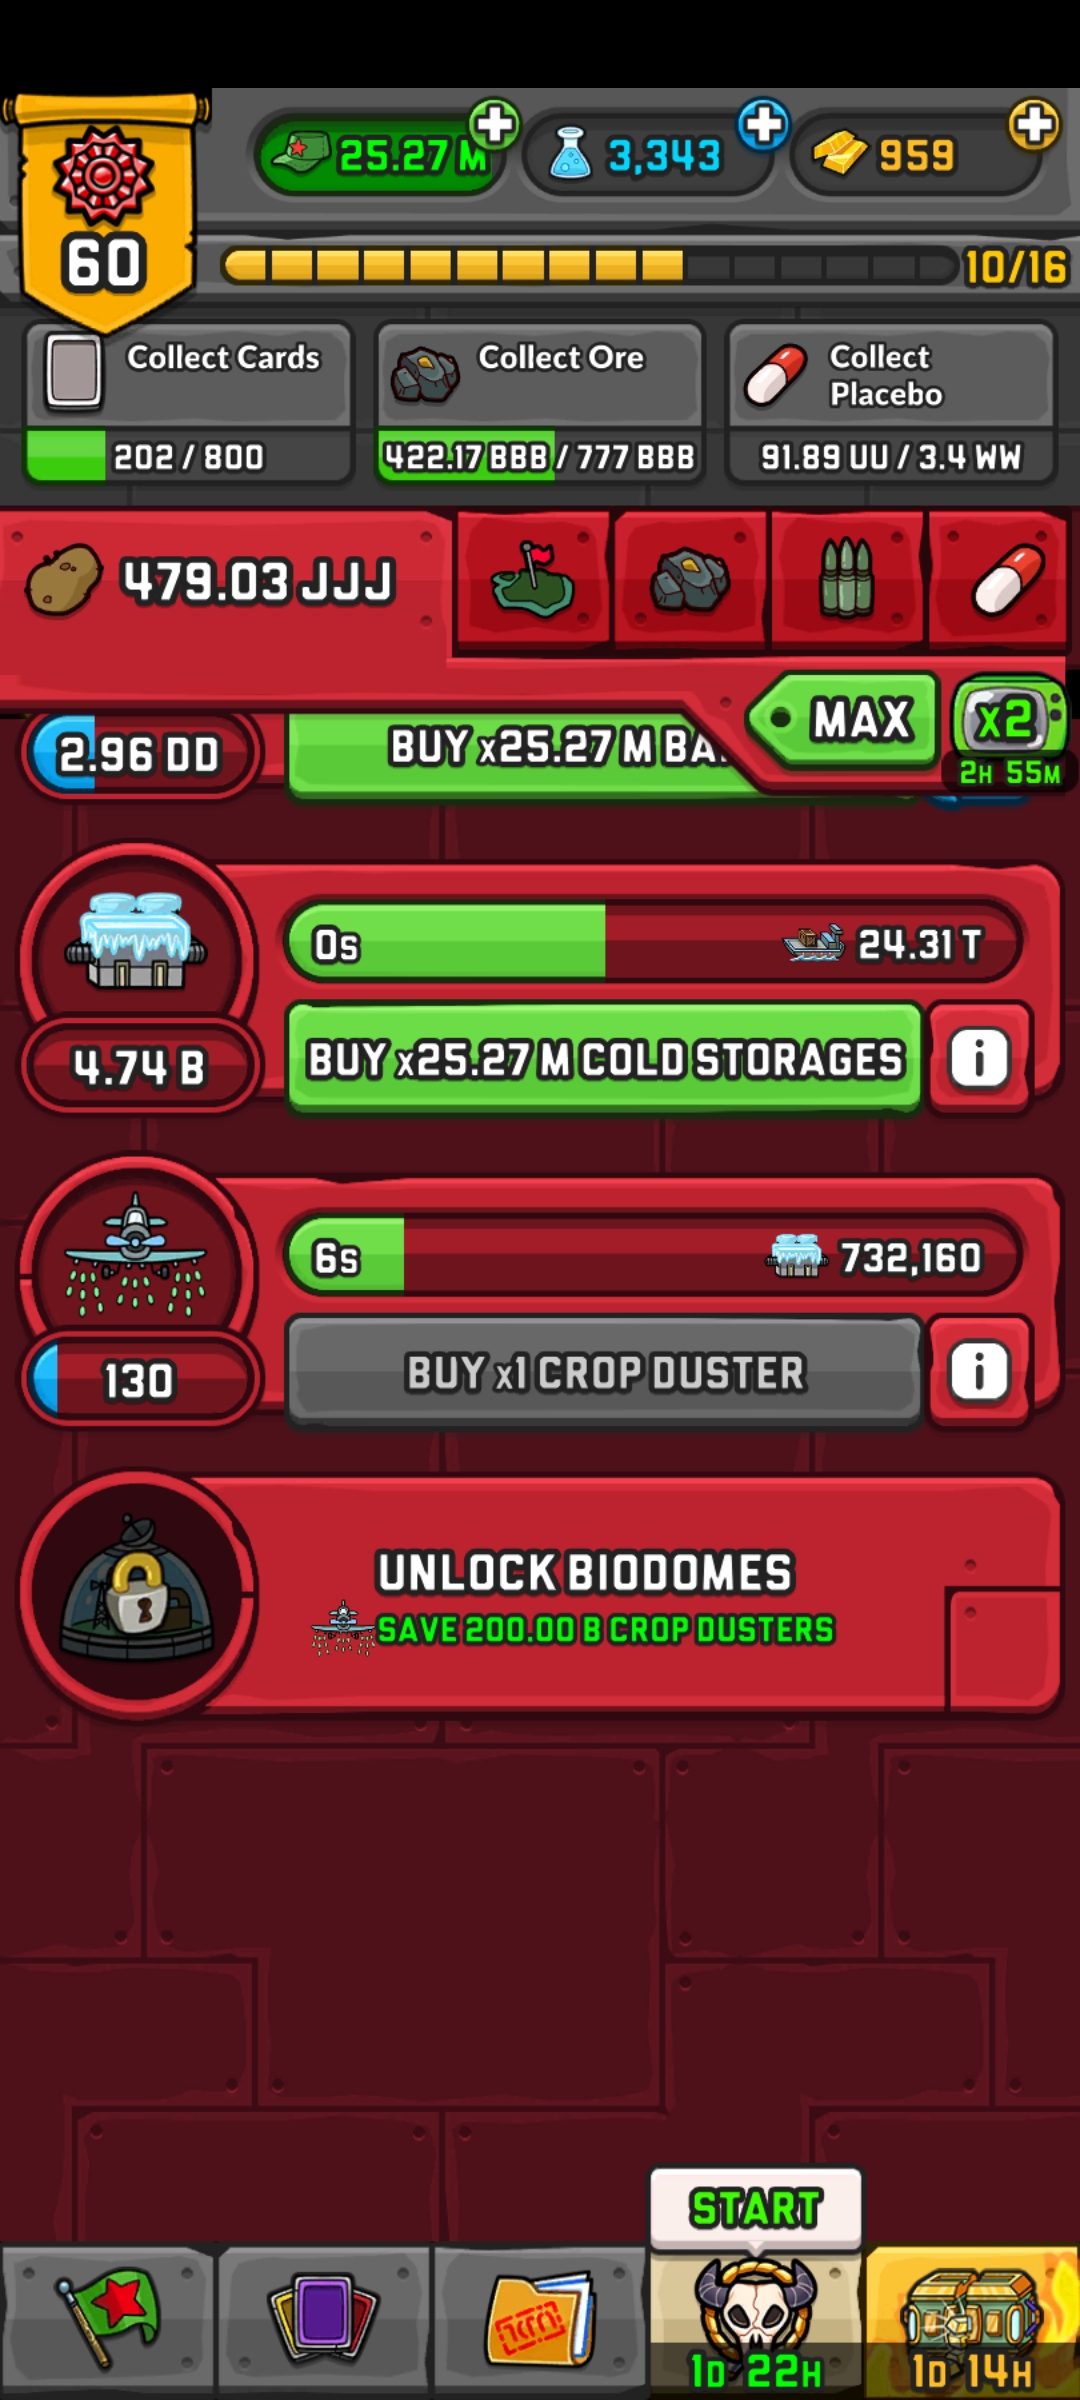 25.27 M
3,343
959
60
10/16
Collect Cards
202 / 800
Collect Ore
422.17 BBB / 777 BBB
Collect
Placebo
91.89 UU / 3.4 WW
479.03 JJJ
MAX
x2
2H 55M
2.96 DD
BUY x25.27 M BA
0s
24.31 T
4.74 B
BUY x25.27 M COLD STORAGES
i
6s
732,160
130
BUY x1 CROP DUSTER
i
UNLOCK BIODOMES
SAVE 200.00 B CROP DUSTERS
START
1D 22H
1D 14H